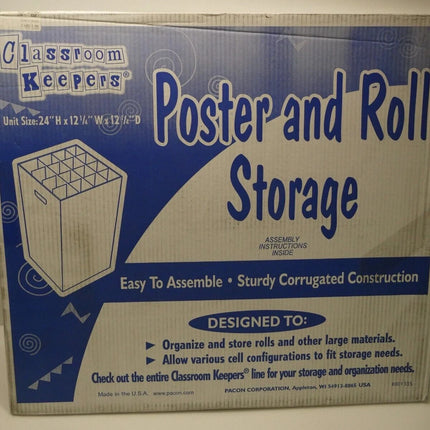 Classroom
Keepers®
Unit Size: 24" H x 12 ¼" W x 12 ¼" D
Poster and Roll
Storage
ASSEMBLY
INSTRUCTIONS
INSIDE
Easy To Assemble • Sturdy Corrugated Construction
DESIGNED TO:
► Organize and store rolls and other large materials.
► Allow various cell configurations to fit storage needs.
Check out the entire Classroom Keepers® line for your storage and organization needs.
Made in the U.S.A. www.pacon.com
PACON CORPORATION, Appleton, WI 54913-8865 USA